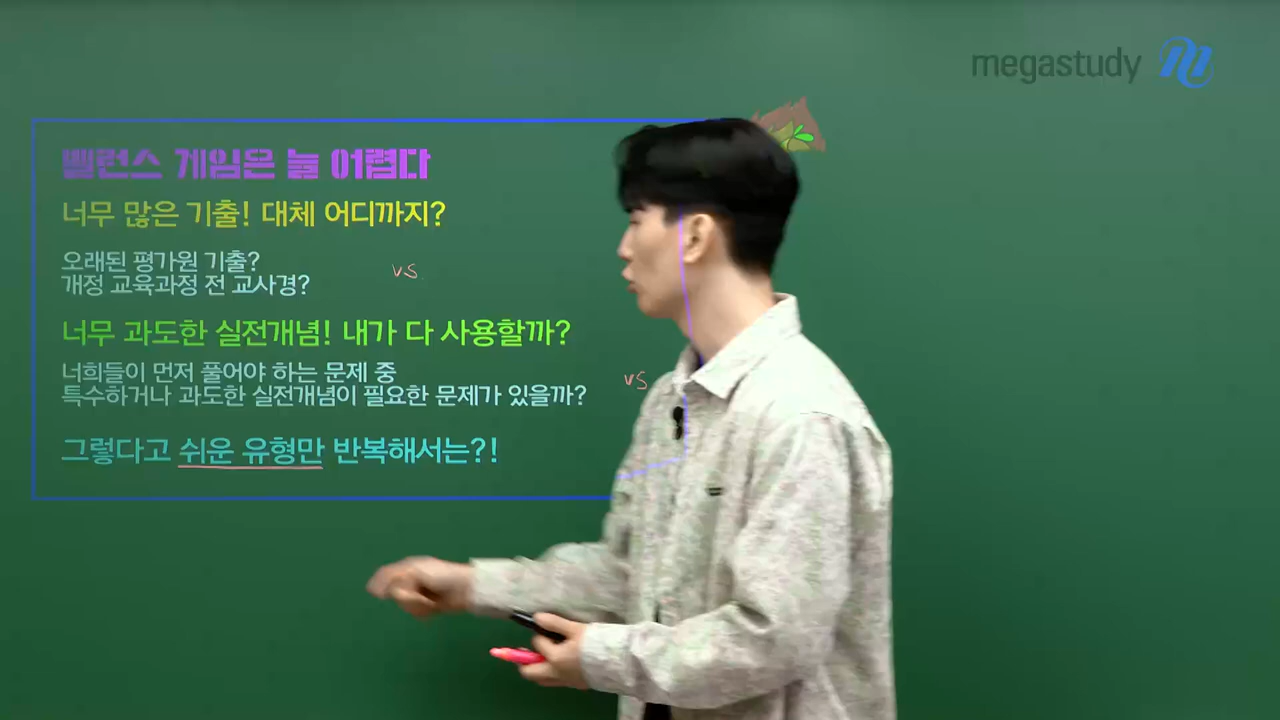 megastudy
밸런스 게임은 늘 어렵다
너무 많은 기출! 대체 어디까지?
오래된 평가원 기출?
개정 교육과정 전 교사경?
vs.
너무 과도한 실전개념! 내가 다 사용할까?
너희들이 먼저 풀어야 하는 문제 중
특수하거나 과도한 실전개념이 필요한 문제가 있을까?
vs
그렇다고 쉬운 유형만 반복해서는?!